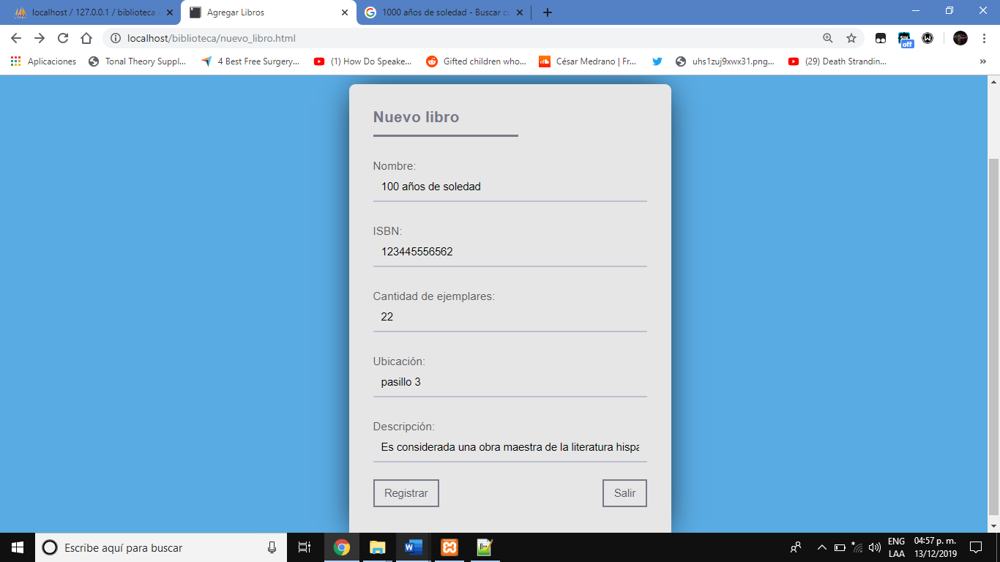 localhost / 127.0.0.1 / biblioteca
Agregar Libros
1000 años de soledad - Buscar co
localhost/biblioteca/nuevo_libro.html
off
Aplicaciones
Tonal Theory Suppl...
4 Best Free Surgery...
(1) How Do Speake...
Gifted children who...
César Medrano | Fr...
uhs1zuj9xwx31.png...
(29) Death Strandin...
»
Nuevo libro
Nombre:
100 años de soledad
ISBN:
123445556562
Cantidad de ejemplares:
22
Ubicación:
pasillo 3
Descripción:
Es considerada una obra maestra de la literatura hispa
Registrar
Salir
Escribe aquí para buscar
ENG
LAA
04:57 p. m.
13/12/2019